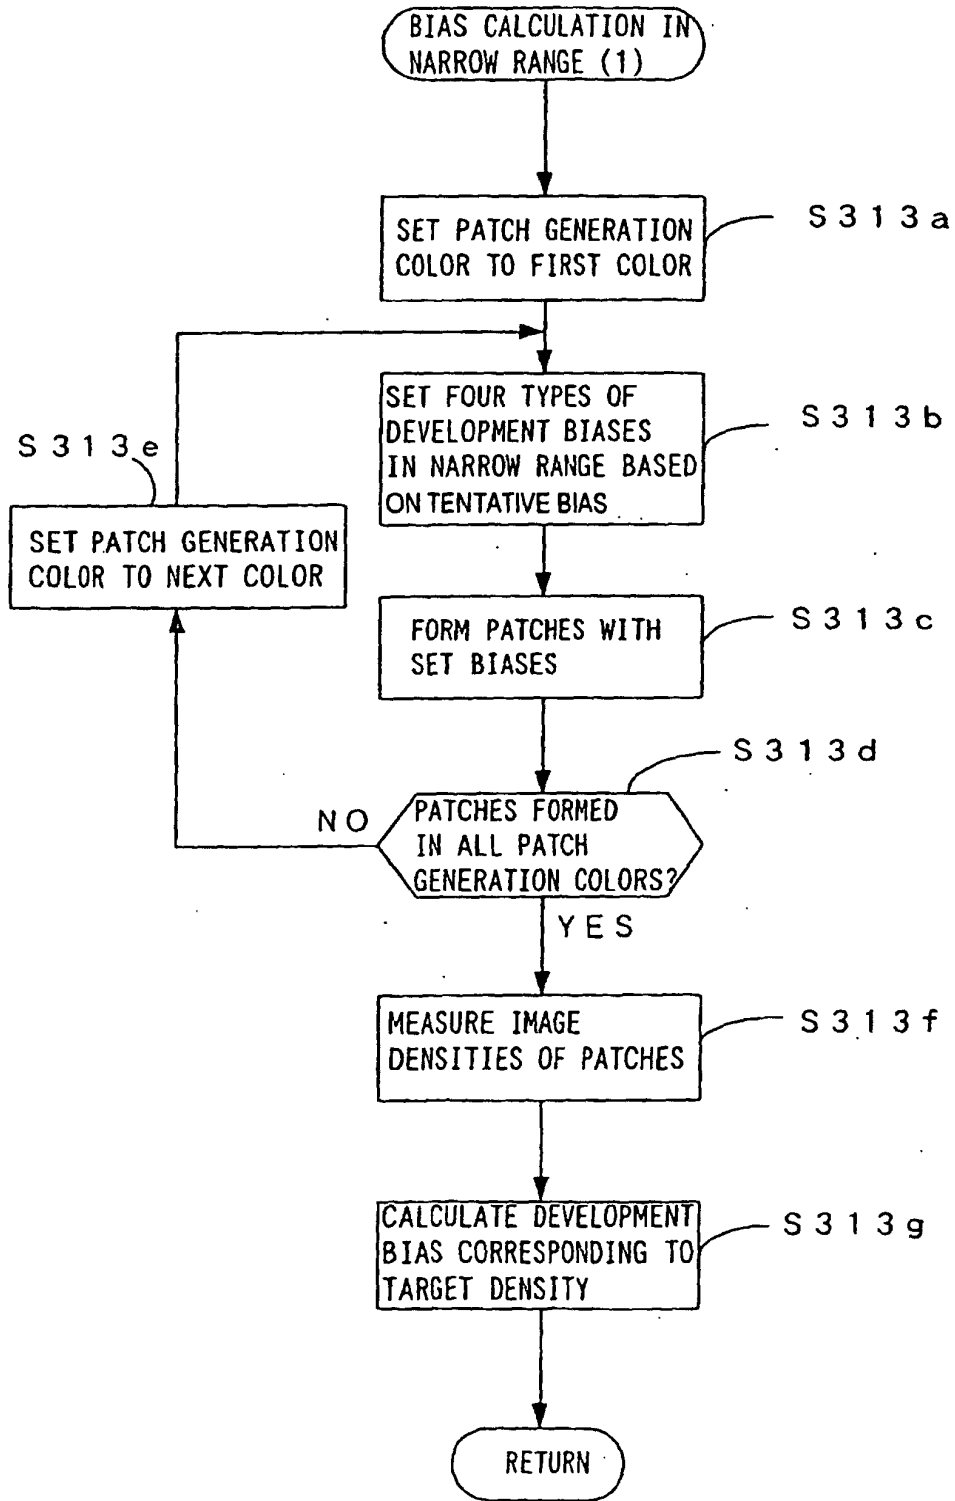 BIAS CALCULATION IN
NARROW RANGE (1)
SET PATCH GENERATION
COLOR TO FIRST COLOR
S313a
SET FOUR TYPES OF
DEVELOPMENT BIASES
IN NARROW RANGE BASED
ON TENTATIVE BIAS
S313b
S313e
SET PATCH GENERATION
COLOR TO NEXT COLOR
FORM PATCHES WITH
SET BIASES
S313c
S313d
PATCHES FORMED
IN ALL PATCH
GENERATION COLORS?
NO
YES
MEASURE IMAGE
DENSITIES OF PATCHES
S313f
CALCULATE DEVELOPMENT
BIAS CORRESPONDING TO
TARGET DENSITY
S313g
RETURN